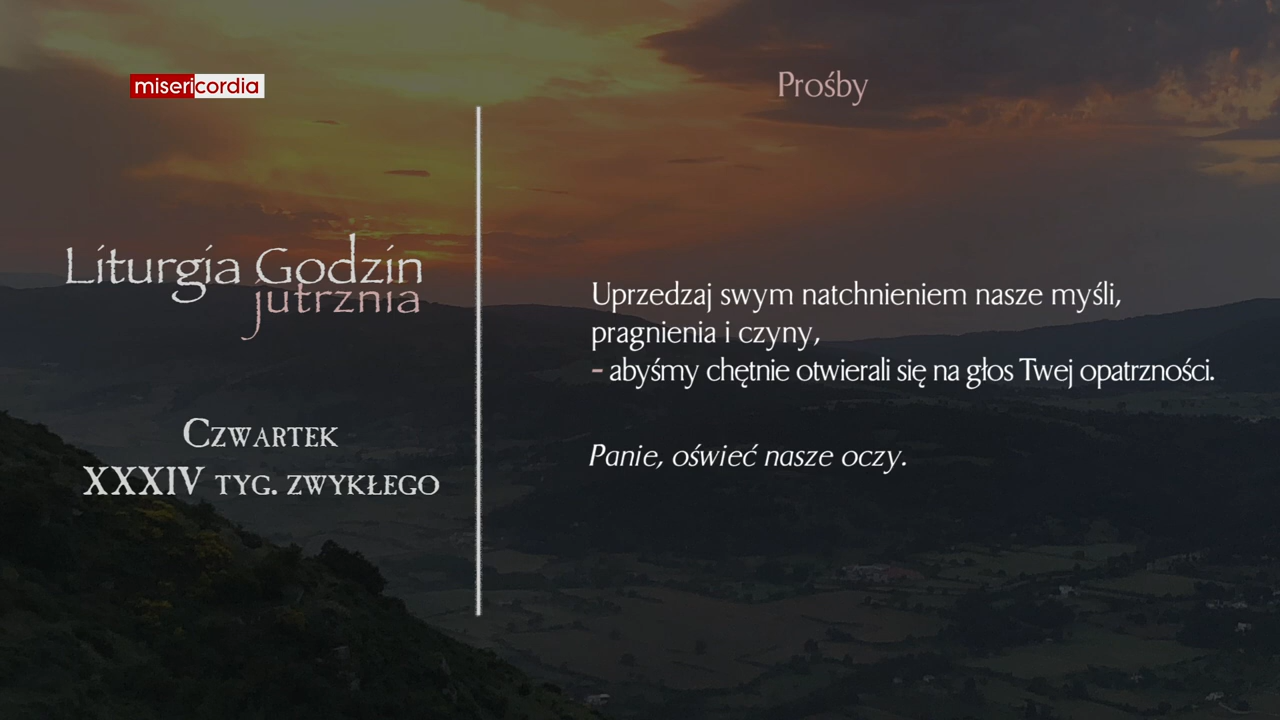 misericordia
Liturgia Godzin
jutrznia
Czwartek
XXXIV tyg. zwykłego
Prośby
Uprzedzaj swym natchnieniem nasze myśli,
pragnienia i czyny,
- abyśmy chętnie otwierali się na głos Twej opatrzności.
Panie, oświeć nasze oczy.